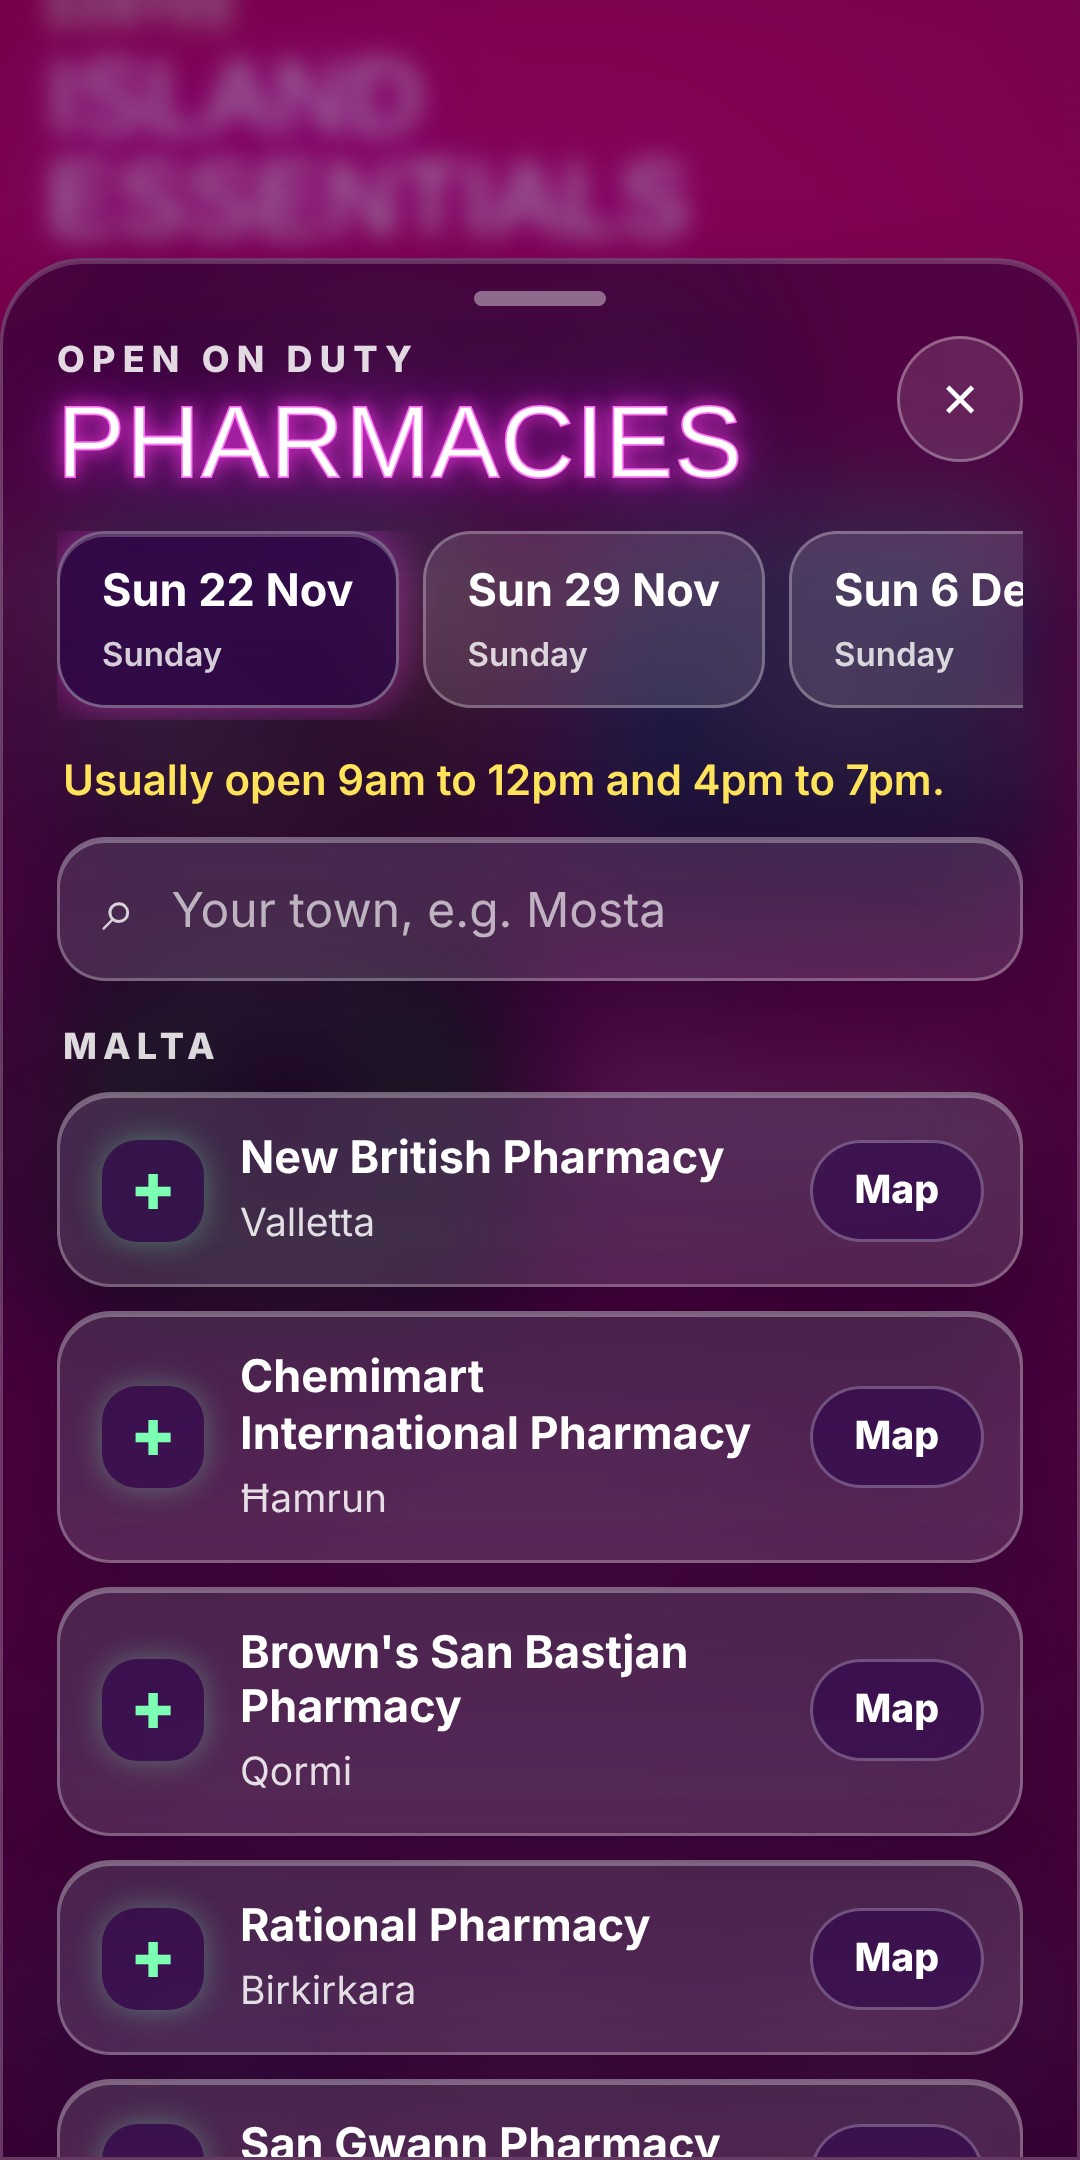 ISLAND
ESSENTIALS
OPEN ON DUTY
PHARMACIES
Sun 22 Nov
Sunday
Sun 29 Nov
Sunday
Sun 6 De
Sunday
Usually open 9am to 12pm and 4pm to 7pm.
Your town, e.g. Mosta
MALTA
New British Pharmacy
Valletta
Map
Chemimart
International Pharmacy
Ħamrun
Map
Brown's San Bastjan
Pharmacy
Qormi
Map
Rational Pharmacy
Birkirkara
Map
San Gwann Pharmacy